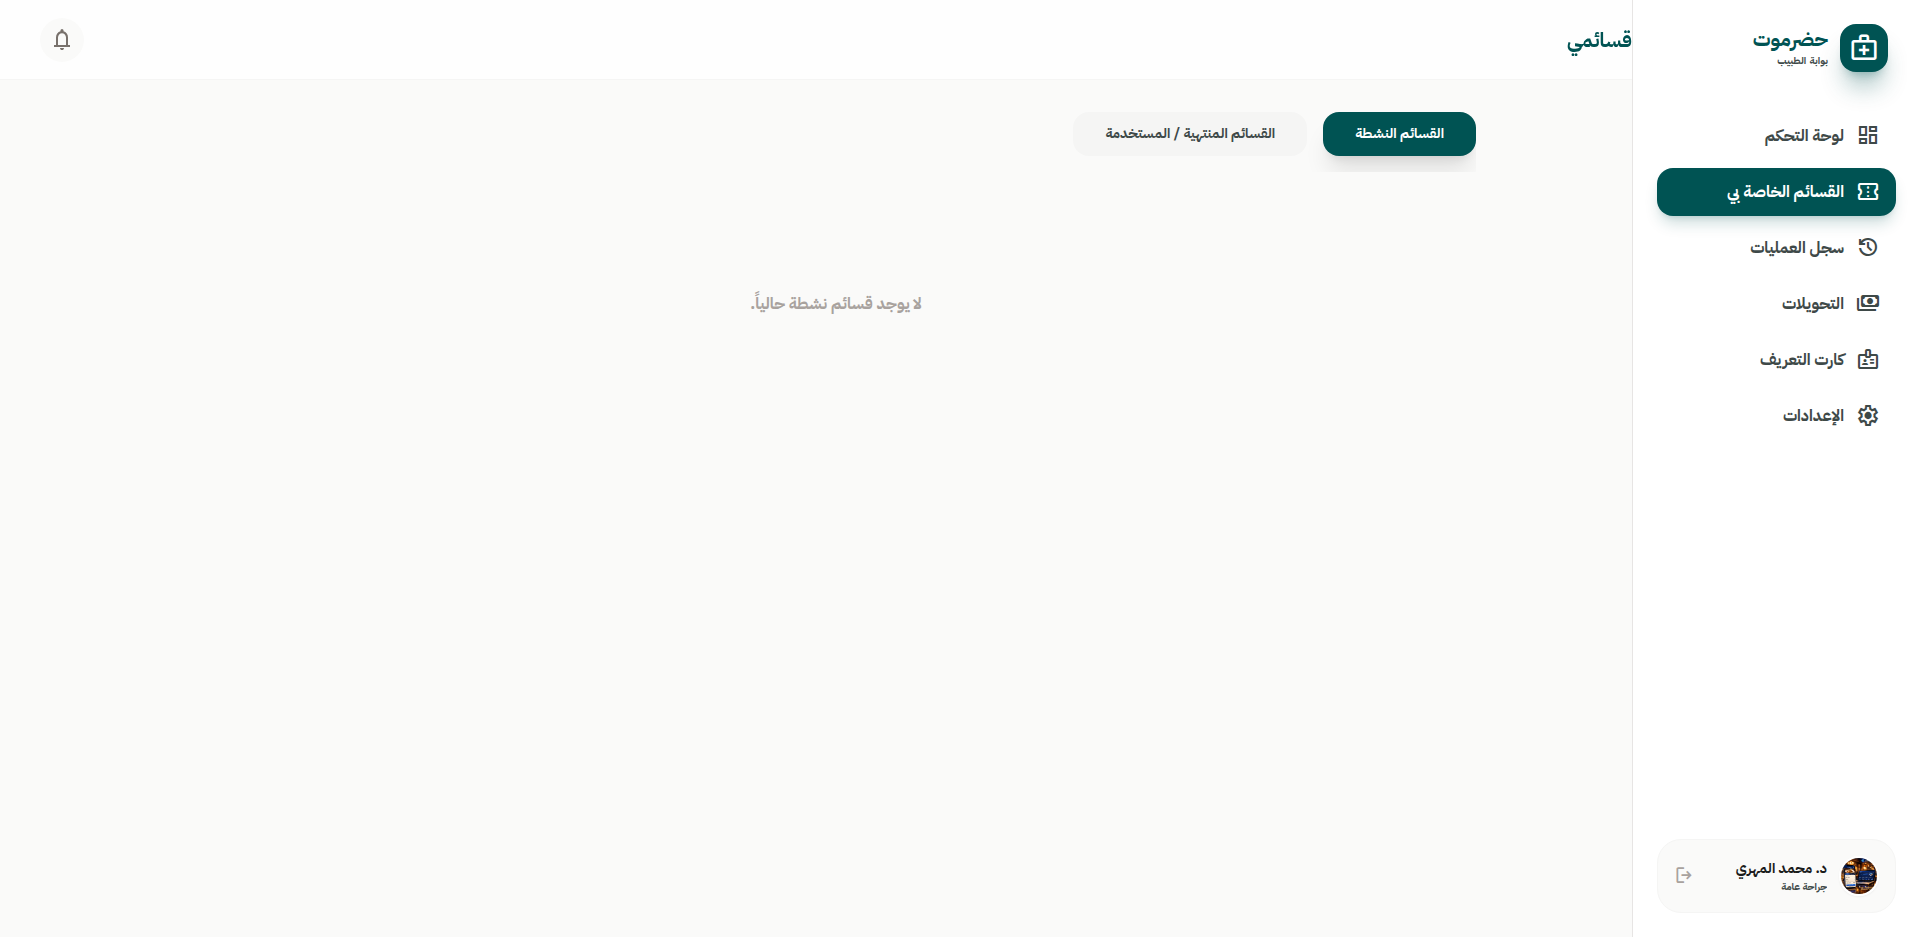 حضرموت
بوابة الطبيب
لوحة التحكم
القسائم الخاصة بي
سجل العمليات
التحويلات
كارت التعريف
الإعدادات
د. محمد المهري
جراحة عامة
قسائمي
القسائم النشطة
القسائم المنتهية / المستخدمة
لا يوجد قسائم نشطة حالياً.